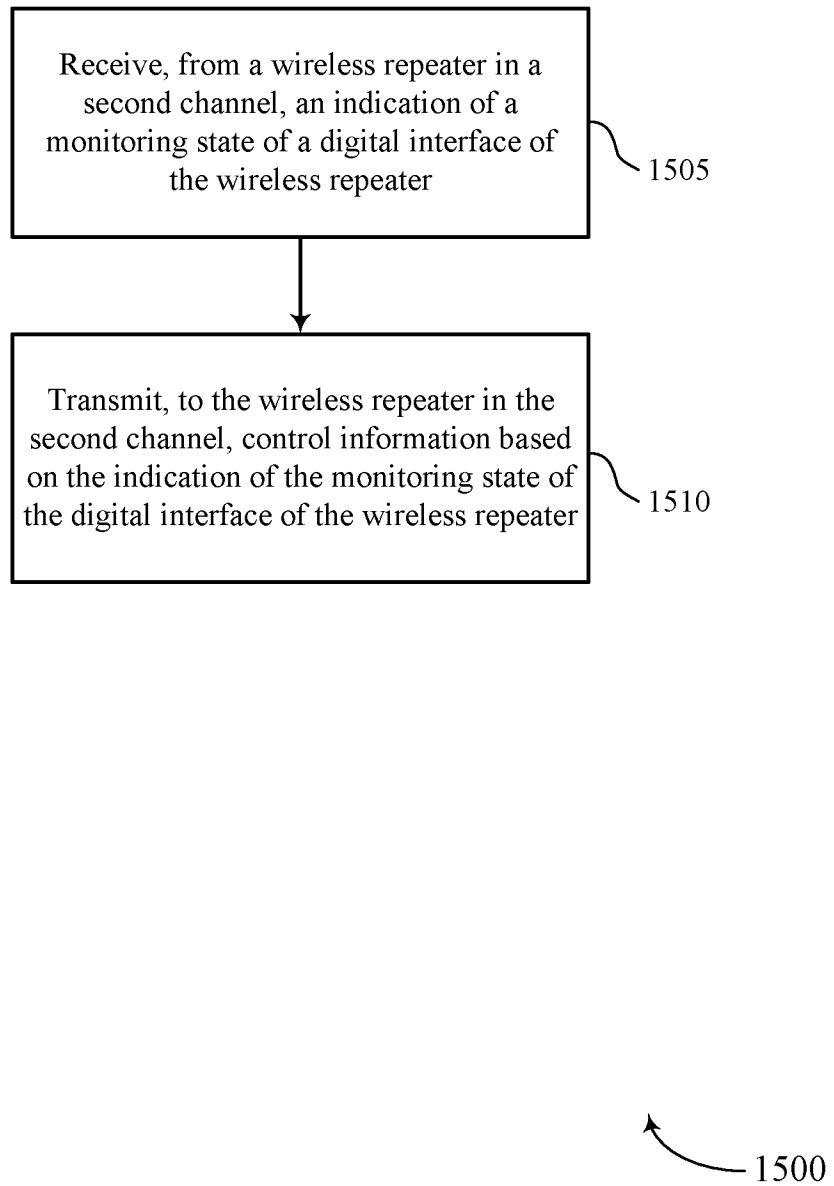 Receive, from a wireless repeater in a
second channel, an indication of a
monitoring state of a digital interface of
the wireless repeater
1505
Transmit, to the wireless repeater in the
second channel, control information based
on the indication of the monitoring state of
the digital interface of the wireless repeater
1510
1500